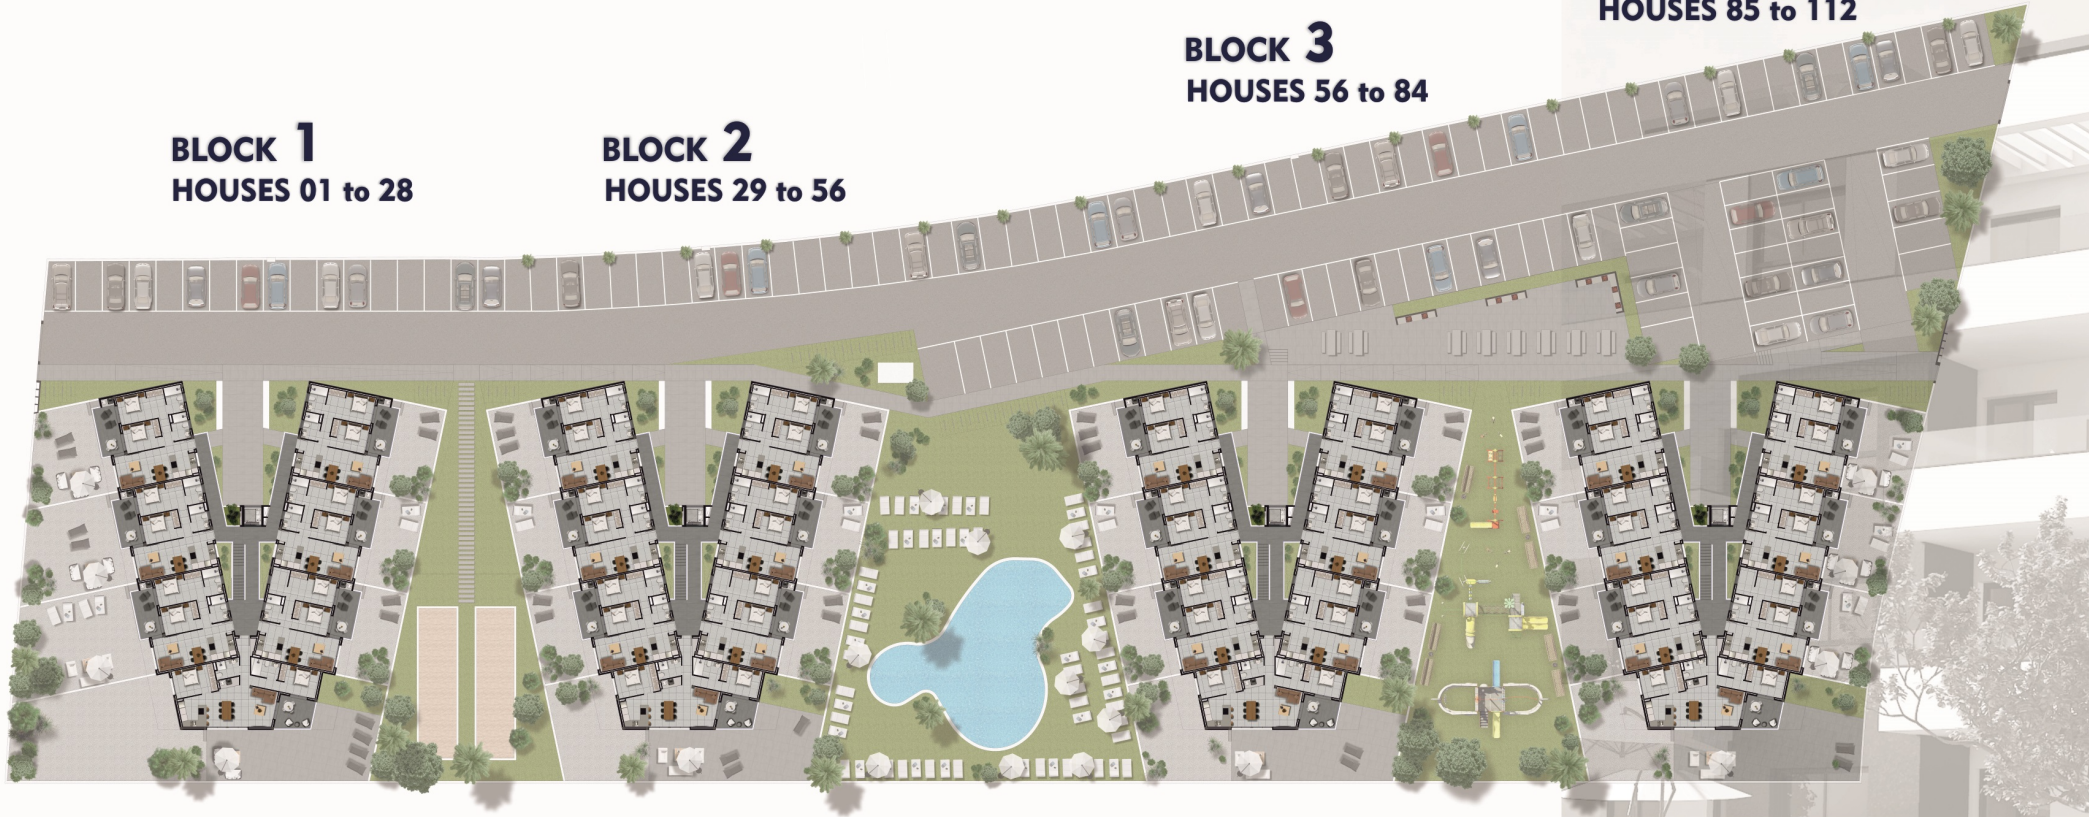 BLOCK 1
HOUSES 01 to 28
BLOCK 2
HOUSES 29 to 56
BLOCK 3
HOUSES 56 to 84
HOUSES 85 to 112